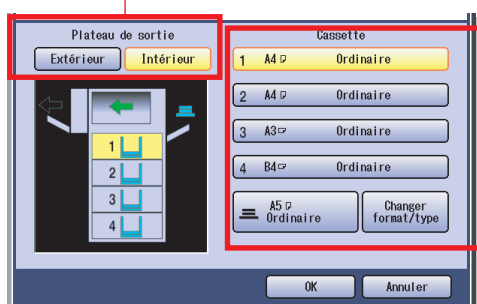 Plateau de sortie
Extérieur Intérieur
Cassette
1 A4 Ordinaire
2 A4 Ordinaire
3 A3 Ordinaire
4 B4 Ordinaire
A5
Ordinaire
Changer
format/type
1
2
3
4
OK Annuler